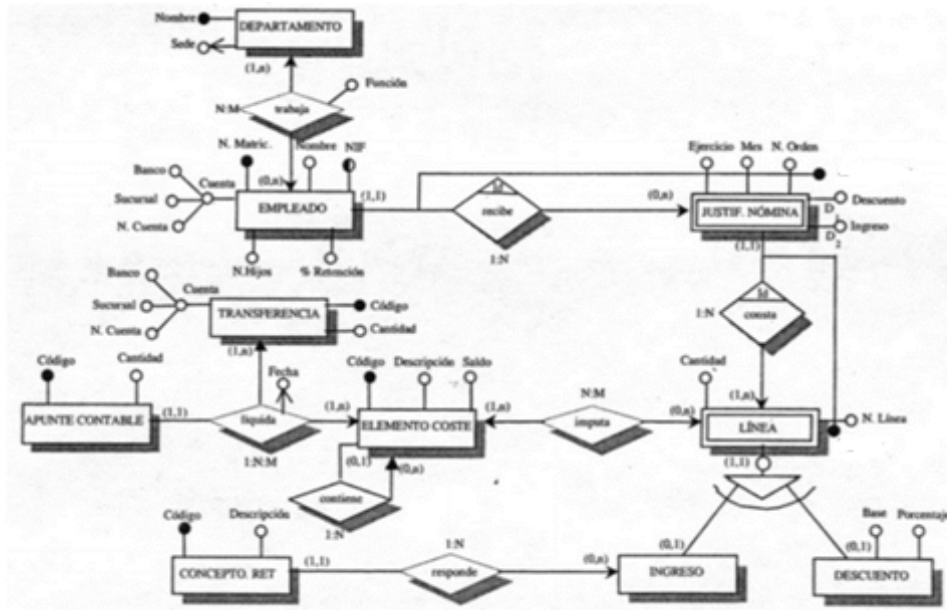 Nombre
DEPARTAMENTO
Sede
(1,n)
Función
N:M
trabaja
N. Matric.
Nombre
NIF
Ejercicio
Mes
N. Orden
Banco
Cuenta
(0,n)
Sucursal
EMPLEADO
(1,1)
Id
recibe
(0,n)
JUSTIF. NÓMINA
Descuento
D
1
Ingreso
D
2
N. Cuenta
1:N
(1,1)
N.Hijos
% Retención
Banco
Cuenta
Sucursal
TRANSFERENCIA
Código
Id
1:N
consta
N. Cuenta
Cantidad
(1,n)
Código
Cantidad
Fecha
Código
Descripción
Saldo
Cantidad
N:M
(1,n)
APUNTE CONTABLE
(1,1)
liquida
(1,n)
ELEMENTO COSTE
(1,n)
imputa
(0,n)
LÍNEA
N. Línea
1:N:M
(0,1)
(0,n)
(1,1)
contiene
1:N
Código
Descripción
Base
Porcentaje
1:N
(0,1)
(0,1)
CONCEPTO. RET
(1,1)
responde
(0,n)
INGRESO
DESCUENTO